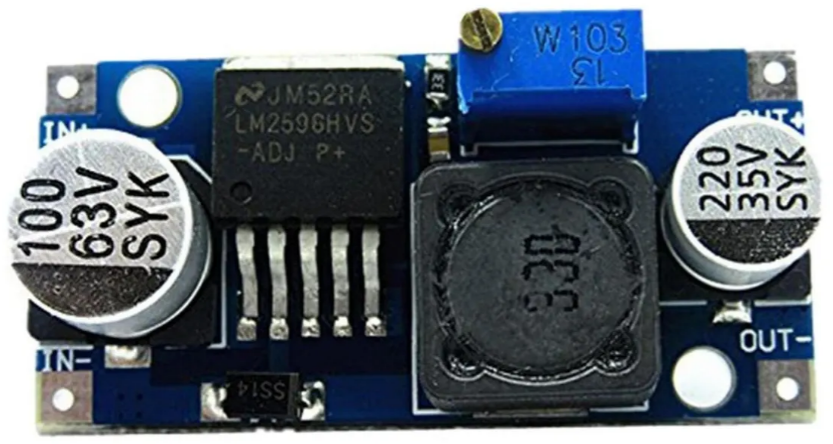 IN+
JM52RA
LM2596HVS
-ADJ P+
W103
13
OUT+
100
63V
SYK
330
220
35V
SYK
IN-
SS14
OUT-